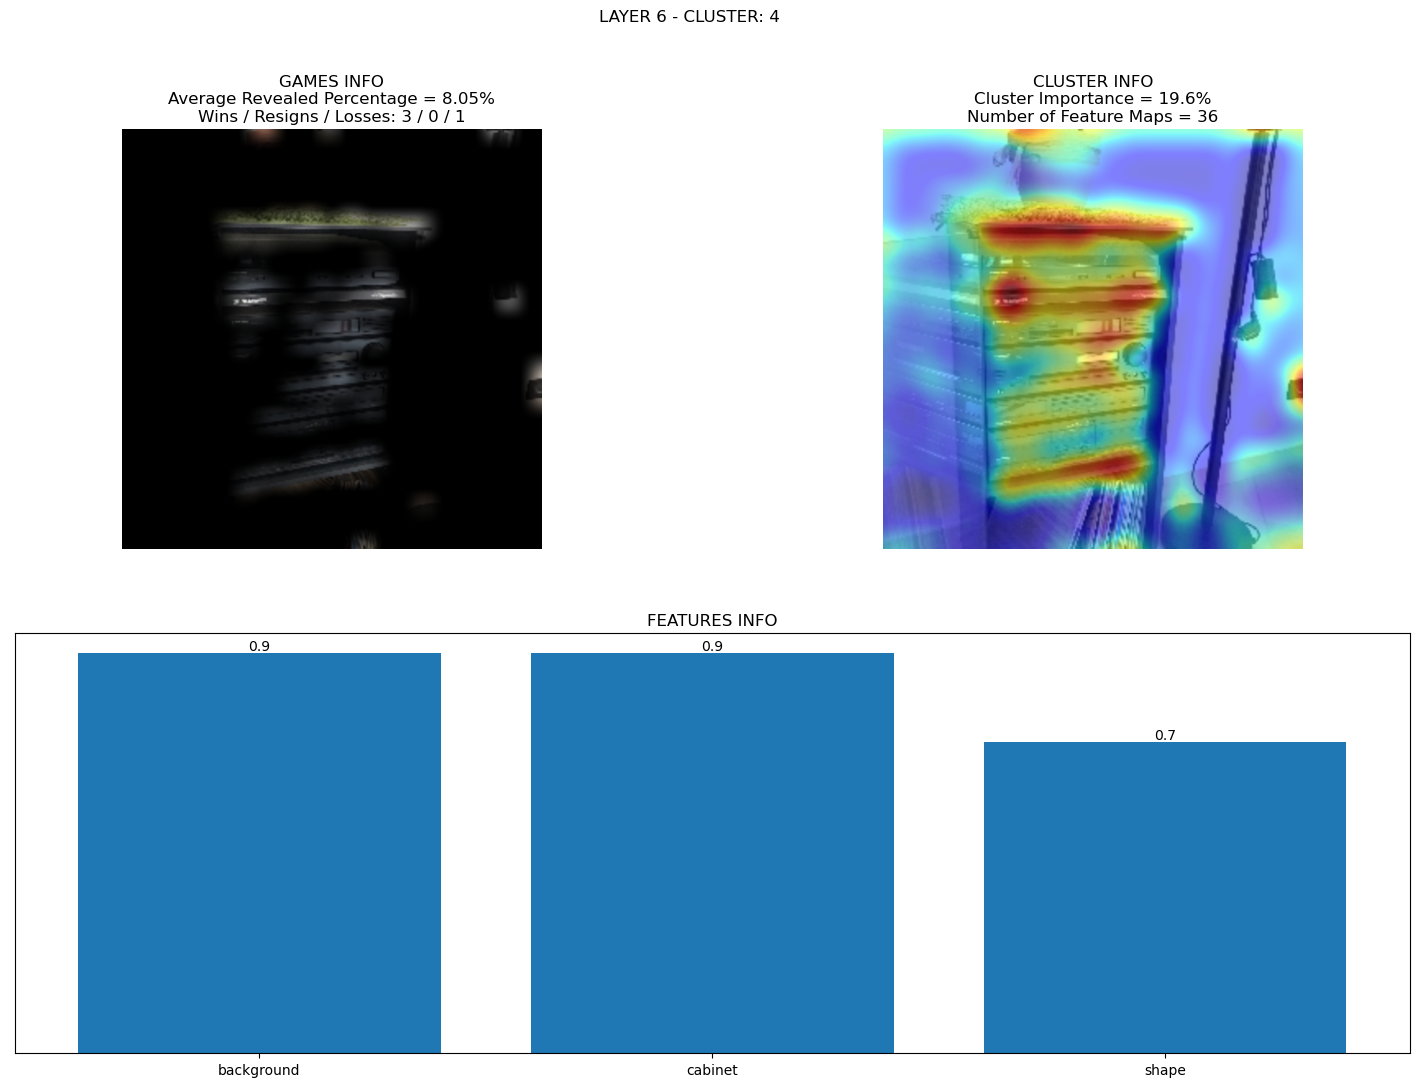 LAYER 6 - CLUSTER: 4
GAMES INFO
Average Revealed Percentage = 8.05%
Wins / Resigns / Losses: 3 / 0 / 1
CLUSTER INFO
Cluster Importance = 19.6%
Number of Feature Maps = 36
FEATURES INFO
0.9
0.9
0.7
background
cabinet
shape